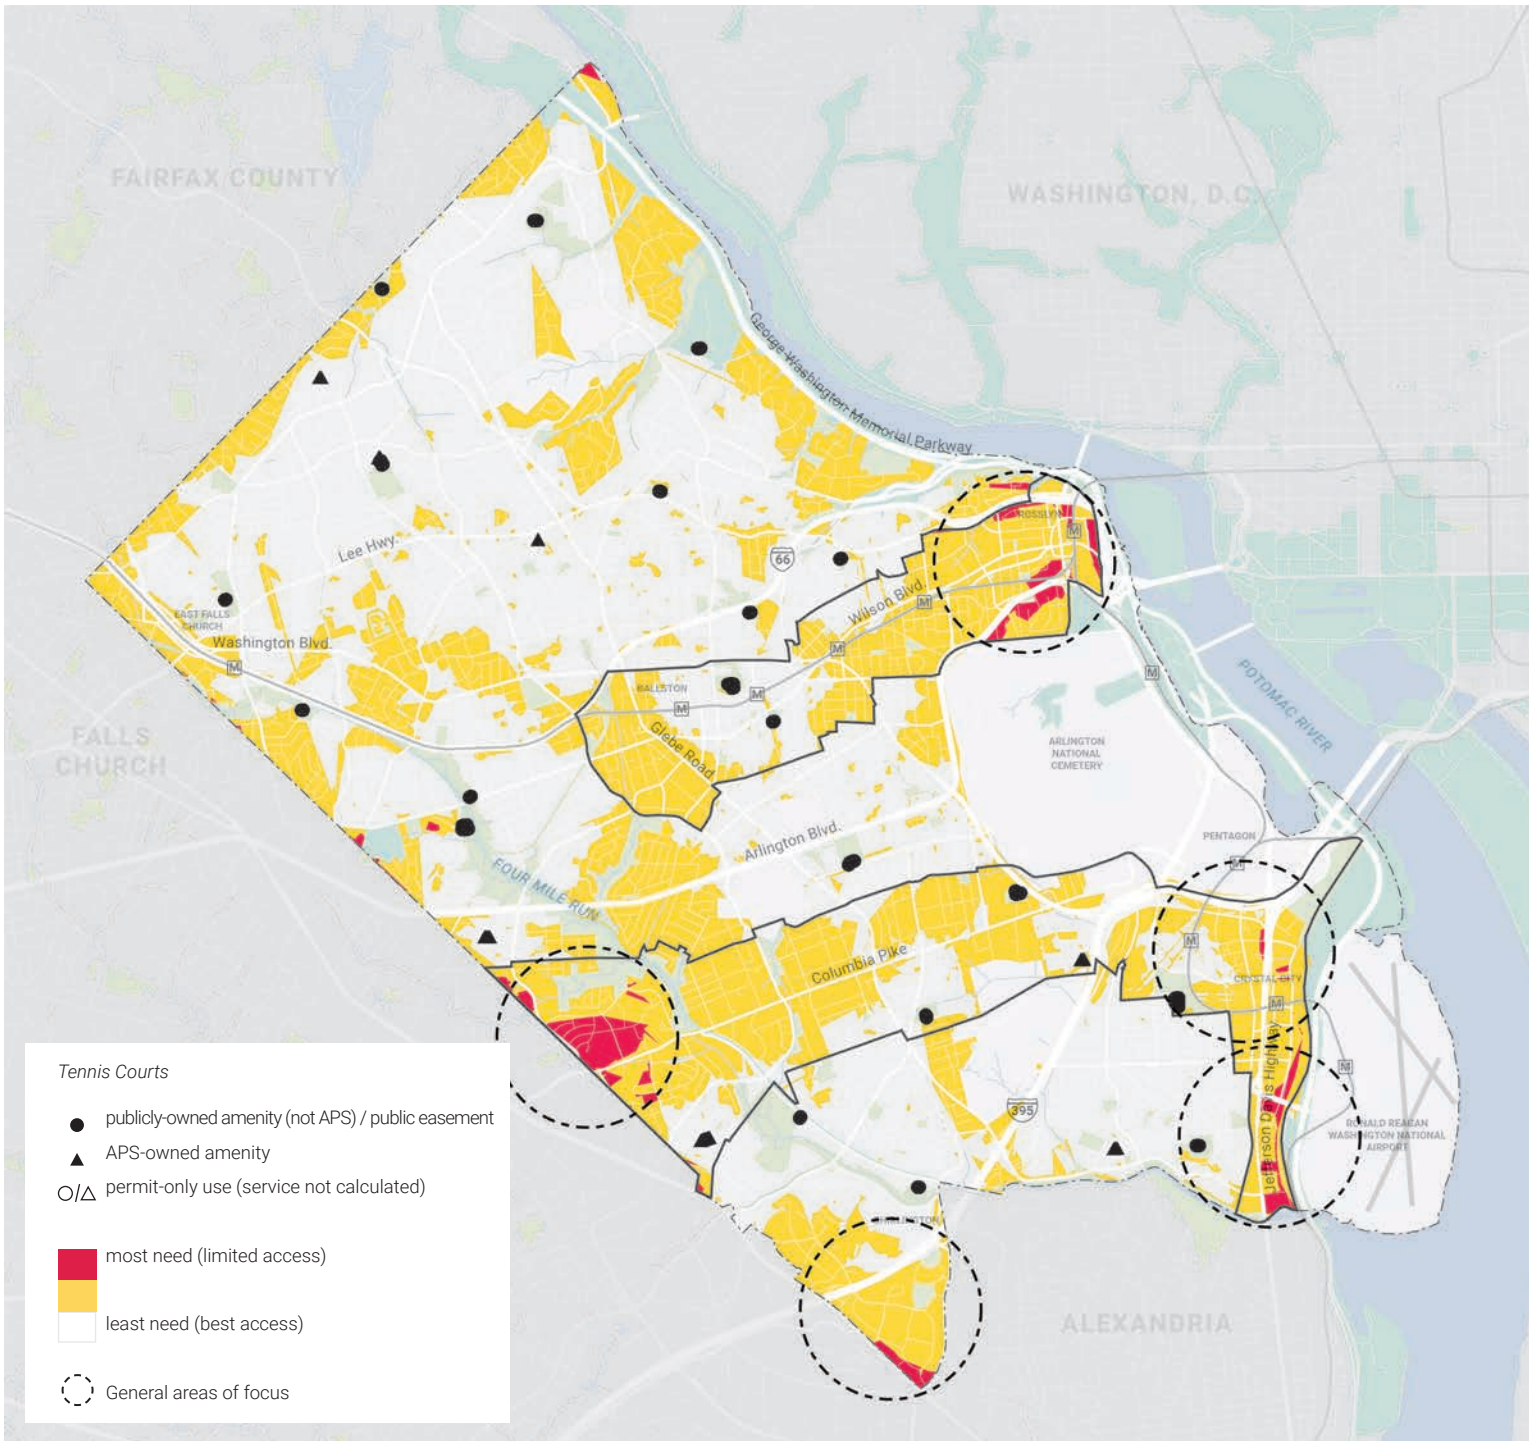 FAIRFAX COUNTY
WASHINGTON, D.C.
George Washington Memorial Parkway
ROSSLYN
M
66
Lee Hwy.
Wilson Blvd.
M
EAST FALLS
CHURCH
Washington Blvd.
M
M
BALLSTON
M
M
M
Glebe Road
POTOMAC RIVER
FALLS
CHURCH
ARLINGTON
NATIONAL
CEMETERY
Arlington Blvd.
PENTAGON
M
FOUR MILE RUN
Columbia Pike
M
CRYSTAL CITY
M
Jefferson Davis Highway
M
395
RONALD REAGAN
WASHINGTON NATIONAL
AIRPORT
ALEXANDRIA
Tennis Courts
publicly-owned amenity (not APS) / public easement
APS-owned amenity
permit-only use (service not calculated)
most need (limited access)
least need (best access)
General areas of focus